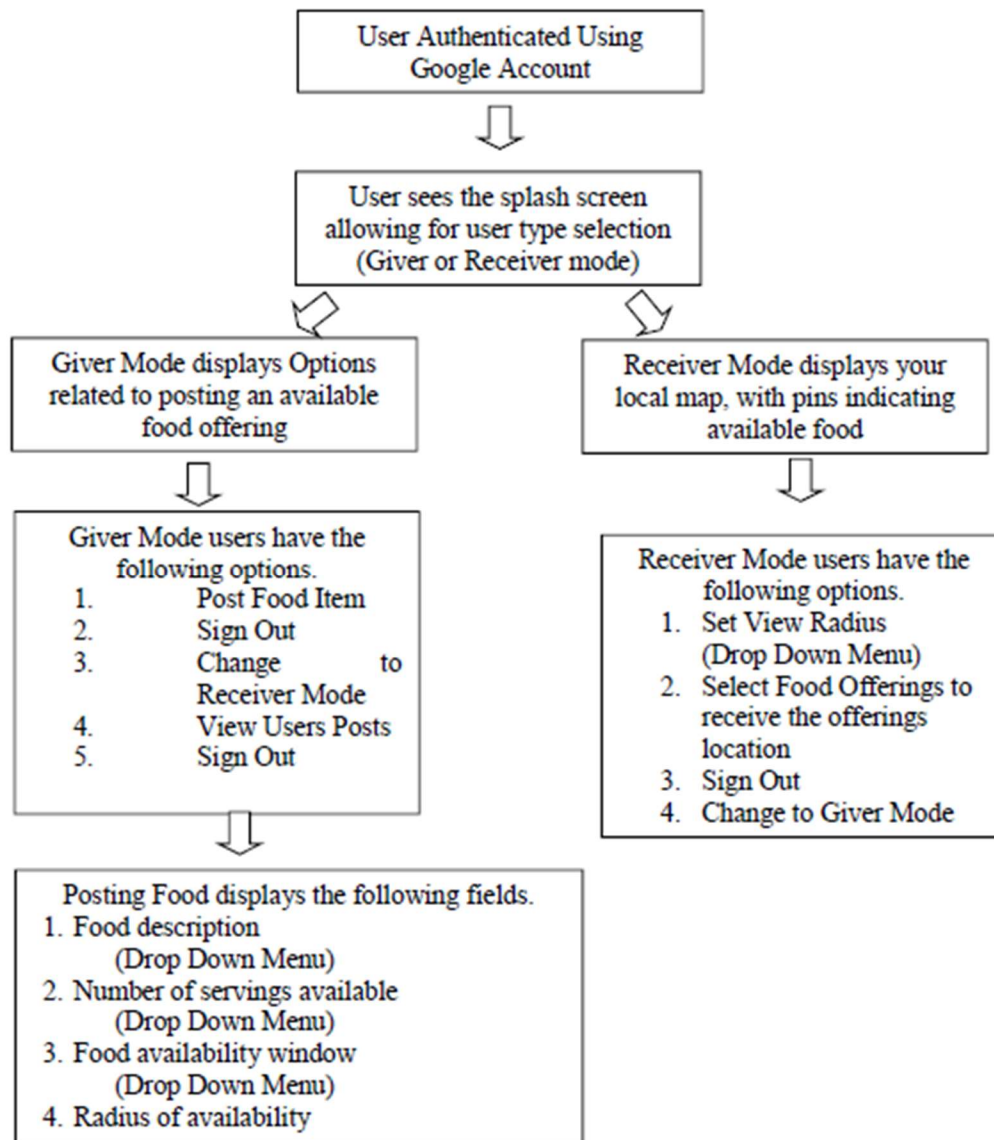 User Authenticated Using
Google Account
User sees the splash screen
allowing for user type selection
(Giver or Receiver mode)
Giver Mode displays Options
related to posting an available
food offering
Receiver Mode displays your
local map, with pins indicating
available food
Giver Mode users have the
following options.
1. Post Food Item
2. Sign Out
3. Change to
Receiver Mode
4. View Users Posts
5. Sign Out
Receiver Mode users have the
following options.
1. Set View Radius
(Drop Down Menu)
2. Select Food Offerings to
receive the offerings
location
3. Sign Out
4. Change to Giver Mode
Posting Food displays the following fields.
1. Food description
(Drop Down Menu)
2. Number of servings available
(Drop Down Menu)
3. Food availability window
(Drop Down Menu)
4. Radius of availability